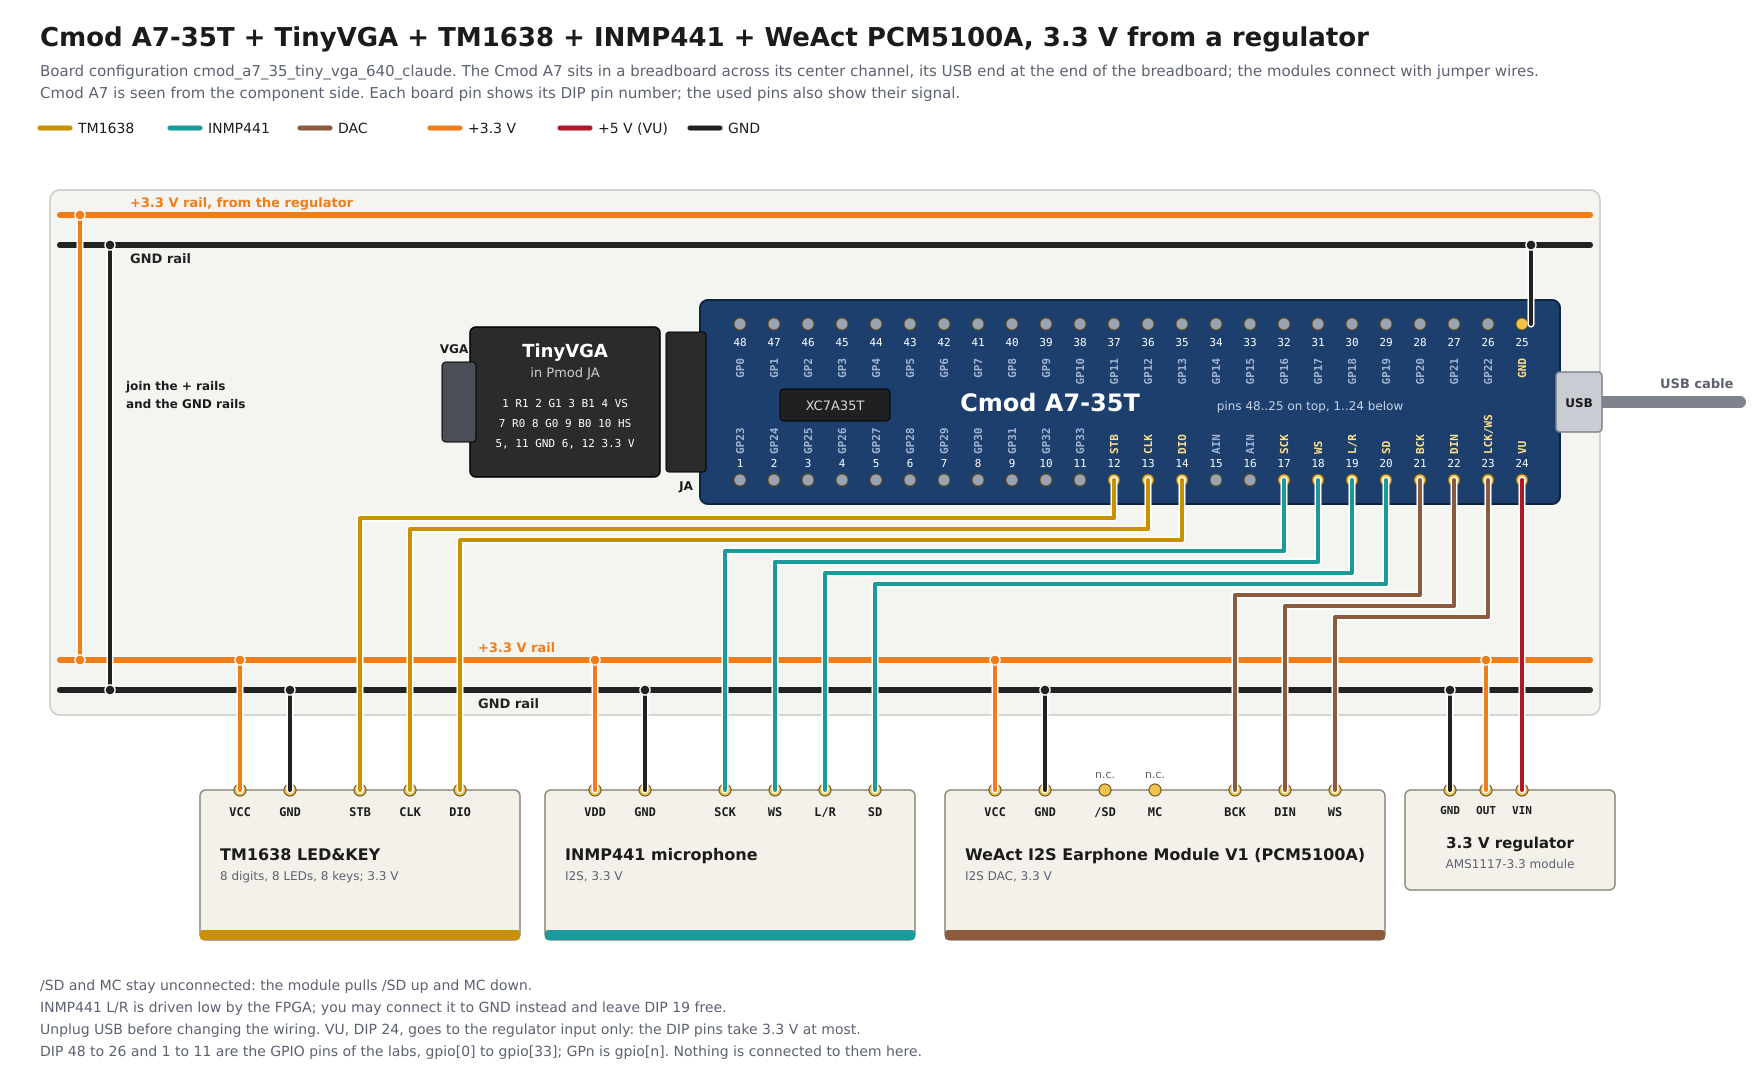 Cmod A7-35T + TinyVGA + TM1638 + INMP441 + WeAct PCM5100A, 3.3 V from a regulator
Board configuration cmod_a7_35_tiny_vga_640_claude. The Cmod A7 sits in a breadboard across its center channel, its USB end at the end of the breadboard; the modules connect with jumper wires.
Cmod A7 is seen from the component side. Each board pin shows its DIP pin number; the used pins also show their signal.
TM1638 INMP441 DAC +3.3 V +5 V (VU) GND
+3.3 V rail, from the regulator
GND rail
48 47 46 45 44 43 42 41 40 39 38 37 36 35 34 33 32 31 30 29 28 27 26 25
GP0 GP1 GP2 GP3 GP4 GP5 GP6 GP7 GP8 GP9 GP10 GP11 GP12 GP13 GP14 GP15 GP16 GP17 GP18 GP19 GP20 GP21 GP22 GND
VGA
TinyVGA
in Pmod JA
1 R1 2 G1 3 B1 4 VS
7 R0 8 G0 9 B0 10 HS
5, 11 GND 6, 12 3.3 V
JA
join the + rails
and the GND rails
XC7A35T
Cmod A7-35T
pins 48..25 on top, 1..24 below
USB
USB cable
GP23 GP24 GP25 GP26 GP27 GP28 GP29 GP30 GP31 GP32 GP33 STB CLK DIO AIN AIN SCK WS L/R SD BCK DIN LCK/WS VU
1 2 3 4 5 6 7 8 9 10 11 12 13 14 15 16 17 18 19 20 21 22 23 24
+3.3 V rail
GND rail
n.c. n.c.
VCC GND STB CLK DIO
TM1638 LED&KEY
8 digits, 8 LEDs, 8 keys; 3.3 V
VDD GND SCK WS L/R SD
INMP441 microphone
I2S, 3.3 V
VCC GND /SD MC BCK DIN WS
WeAct I2S Earphone Module V1 (PCM5100A)
I2S DAC, 3.3 V
GND OUT VIN
3.3 V regulator
AMS1117-3.3 module
/SD and MC stay unconnected: the module pulls /SD up and MC down.
INMP441 L/R is driven low by the FPGA; you may connect it to GND instead and leave DIP 19 free.
Unplug USB before changing the wiring. VU, DIP 24, goes to the regulator input only: the DIP pins take 3.3 V at most.
DIP 48 to 26 and 1 to 11 are the GPIO pins of the labs, gpio[0] to gpio[33]; GPn is gpio[n]. Nothing is connected to them here.